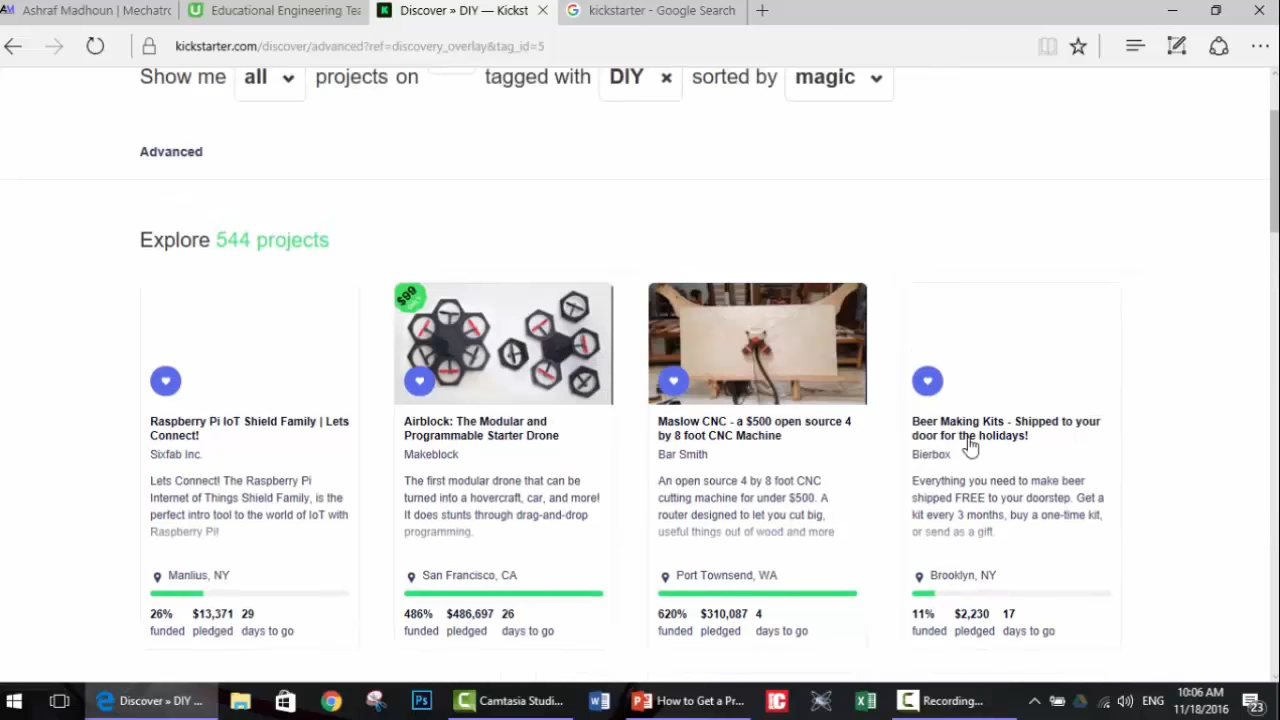 Ashraf Madhoun | Mechatro
Educational Engineering Tea
Discover » DIY — Kickst
kickstarter - Google Search
kickstarter.com/discover/advanced?ref=discovery_overlay&tag_id=5
Show me all projects on tagged with DIY × sorted by magic
Advanced
Explore 544 projects
$99
Raspberry Pi IoT Shield Family | Lets
Connect!
Sixfab Inc.
Lets Connect! The Raspberry Pi
Internet of Things Shield Family, is the
perfect intro tool to the world of IoT with
Raspberry Pi!
Manlius, NY
26% $13,371 29
funded pledged days to go
Airblock: The Modular and
Programmable Starter Drone
Makeblock
The first modular drone that can be
turned into a hovercraft, car, and more!
It does stunts through drag-and-drop
programming.
San Francisco, CA
486% $486,697 26
funded pledged days to go
Maslow CNC - a $500 open source 4
by 8 foot CNC Machine
Bar Smith
An open source 4 by 8 foot CNC
cutting machine for under $500. A
router designed to let you cut big,
useful things out of wood and more
Port Townsend, WA
620% $310,087 4
funded pledged days to go
Beer Making Kits - Shipped to your
door for the holidays!
Bierbox
Everything you need to make beer
shipped FREE to your doorstep. Get a
kit every 3 months, buy a one-time kit,
or send as a gift.
Brooklyn, NY
11% $2,230 17
funded pledged days to go
Discover » DIY ...
Camtasia Studi...
How to Get a Pr...
Recording...
ENG
10:06 AM
11/18/2016
23